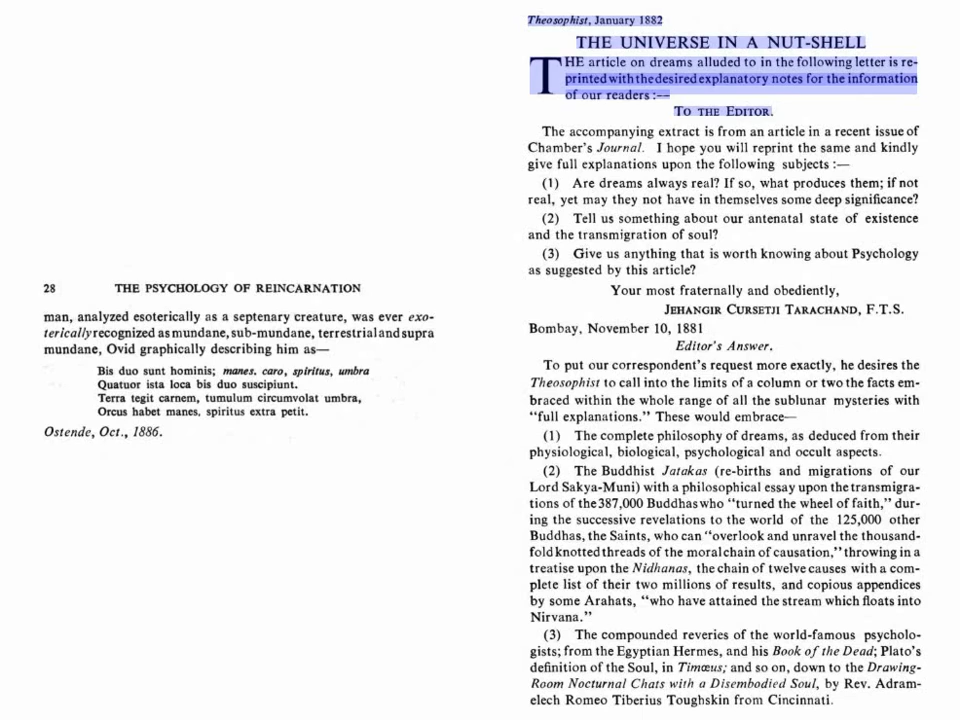 28 THE PSYCHOLOGY OF REINCARNATION
man, analyzed esoterically as a septenary creature, was ever exo-
terically recognized as mundane, sub-mundane, terrestrial and supra
mundane, Ovid graphically describing him as—
Bis duo sunt hominis; manes. caro, spiritus, umbra
Quatuor ista loca bis duo suscipiunt.
Terra tegit carnem, tumulum circumvolat umbra,
Orcus habet manes, spiritus extra petit.
Ostende, Oct., 1886.
Theosophist, January 1882
THE UNIVERSE IN A NUT-SHELL
THE article on dreams alluded to in the following letter is re-
printed with the desired explanatory notes for the information
of our readers :—
TO THE EDITOR.
The accompanying extract is from an article in a recent issue of
Chamber's Journal. I hope you will reprint the same and kindly
give full explanations upon the following subjects :—
(1) Are dreams always real? If so, what produces them; if not
real, yet may they not have in themselves some deep significance?
(2) Tell us something about our antenatal state of existence
and the transmigration of soul?
(3) Give us anything that is worth knowing about Psychology
as suggested by this article?
Your most fraternally and obediently,
JEHANGIR CURSETJI TARACHAND, F.T.S.
Bombay, November 10, 1881
Editor's Answer.
To put our correspondent's request more exactly, he desires the
Theosophist to call into the limits of a column or two the facts em-
braced within the whole range of all the sublunar mysteries with
"full explanations." These would embrace—
(1) The complete philosophy of dreams, as deduced from their
physiological, biological, psychological and occult aspects.
(2) The Buddhist Jatakas (re-births and migrations of our
Lord Sakya-Muni) with a philosophical essay upon the transmigra-
tions of the 387,000 Buddhas who "turned the wheel of faith," dur-
ing the successive revelations to the world of the 125,000 other
Buddhas, the Saints, who can "overlook and unravel the thousand-
fold knotted threads of the moral chain of causation," throwing in a
treatise upon the Nidhanas, the chain of twelve causes with a com-
plete list of their two millions of results, and copious appendices
by some Arahats, "who have attained the stream which floats into
Nirvana."
(3) The compounded reveries of the world-famous psycholo-
gists; from the Egyptian Hermes, and his Book of the Dead; Plato's
definition of the Soul, in Timœus; and so on, down to the Drawing-
Room Nocturnal Chats with a Disembodied Soul, by Rev. Adram-
elech Romeo Tiberius Toughskin from Cincinnati.